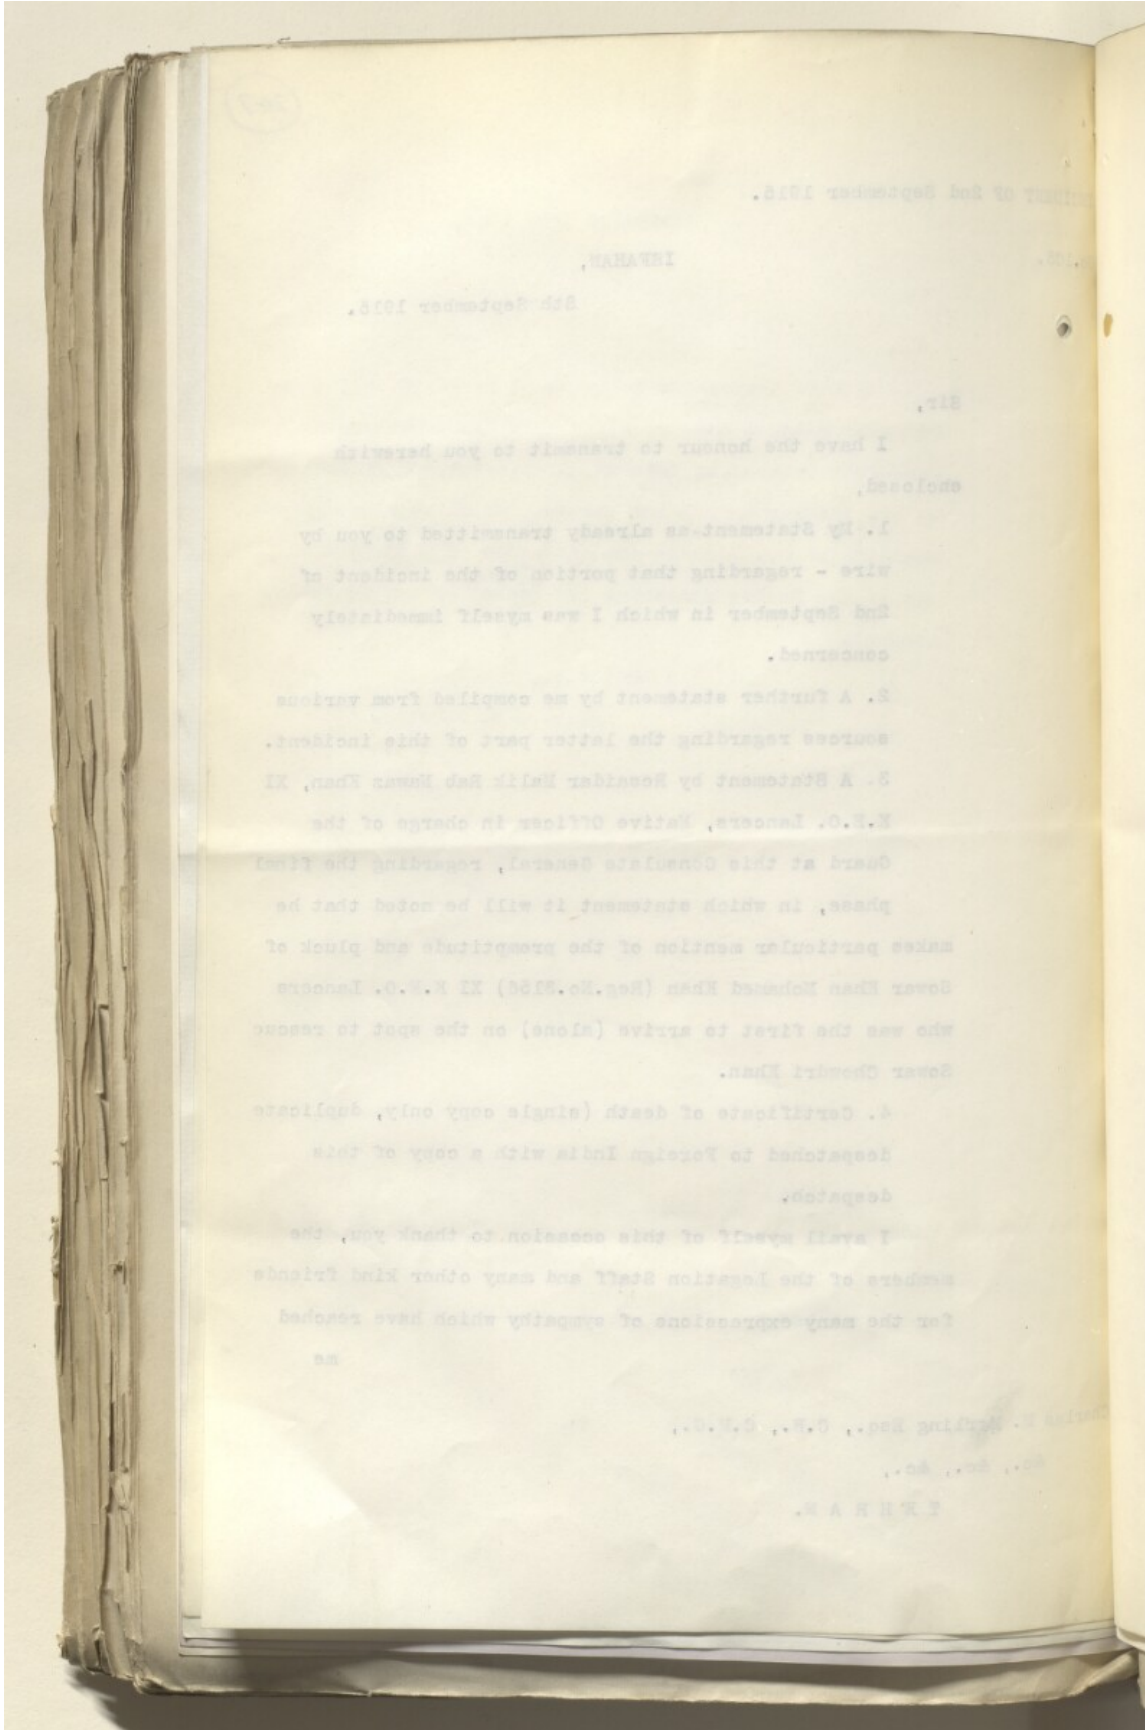 INCIDENT OF 2nd September 1915.
ISPAHAN,
8th September 1915.
Sir,
I have the honour to transmit to you herewith
enclosed,
1. My Statement-as already transmitted to you by
wire - regarding that portion of the incident of
2nd September in which I was myself immediately
concerned.
2. A further statement by me compiled from various
sources regarding the latter part of this incident.
3. A Statement by Ressaidar Malik Rab Nawaz Khan, XI
K.E.O. Lancers, Native Officer in charge of the
Guard at this Consulate General, regarding the final
phase, in which statement it will be noted that he
makes particular mention of the promptitude and pluck of
Sowar Khan Mohamed Khan (Reg.No.2156) XI K.E.O. Lancers
who was the first to arrive (alone) on the spot to rescue
Sowar Chowdri Khan.
4. Certificate of death (single copy only, duplicate
despatched to Foreign India with a copy of this
despatch.
I avail myself of this occasion to thank you, the
members of the Legation Staff and many other kind friends
for the many expressions of sympathy which have reached
me
Charles M. Marling Esq., C.B., C.M.G.,
&c., &c., &c.,
T E H R A N.